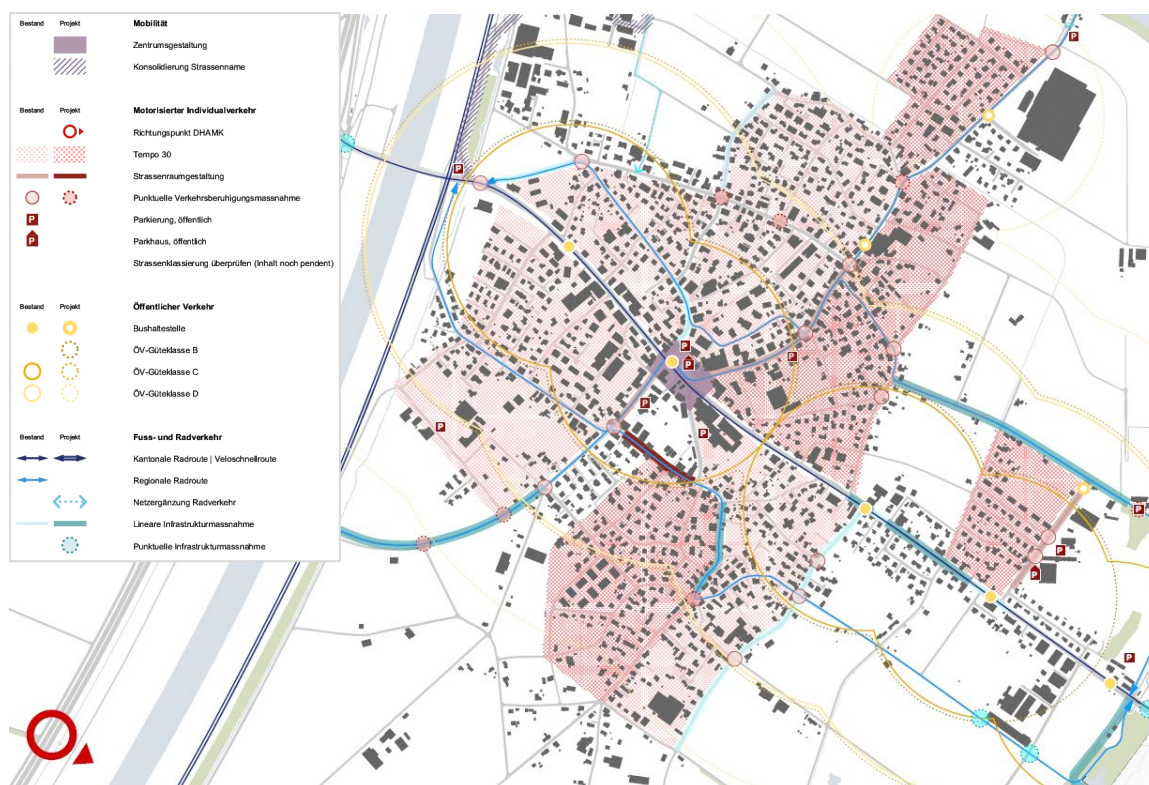 Bestand Projekt Mobilität
Zentrumsgestaltung
Konsolidierung Strassenname
Bestand Projekt Motorisierter Individualverkehr
Richtungspunkt DHAMK
Tempo 30
Strassenraumgestaltung
Punktuelle Verkehrsberuhigungsmassnahme
P Parkierung, öffentlich
P Parkhaus, öffentlich
Strassenklassierung überprüfen (Inhalt noch pendent)
Bestand Projekt Öffentlicher Verkehr
Bushaltestelle
ÖV-Güteklasse B
ÖV-Güteklasse C
ÖV-Güteklasse D
Bestand Projekt Fuss- und Radverkehr
Kantonale Radroute | Veloschnellroute
Regionale Radroute
Netzergänzung Radverkehr
Lineare Infrastrukturmassnahme
Punktuelle Infrastrukturmassnahme
P
P
P
P
P
P
P
P
P
P
P
P